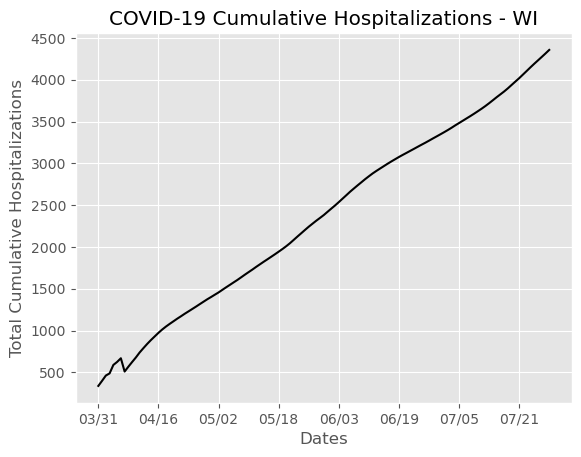 COVID-19 Cumulative Hospitalizations - WI
Total Cumulative Hospitalizations
4500
4000
3500
3000
2500
2000
1500
1000
500
03/31 04/16 05/02 05/18 06/03 06/19 07/05 07/21
Dates